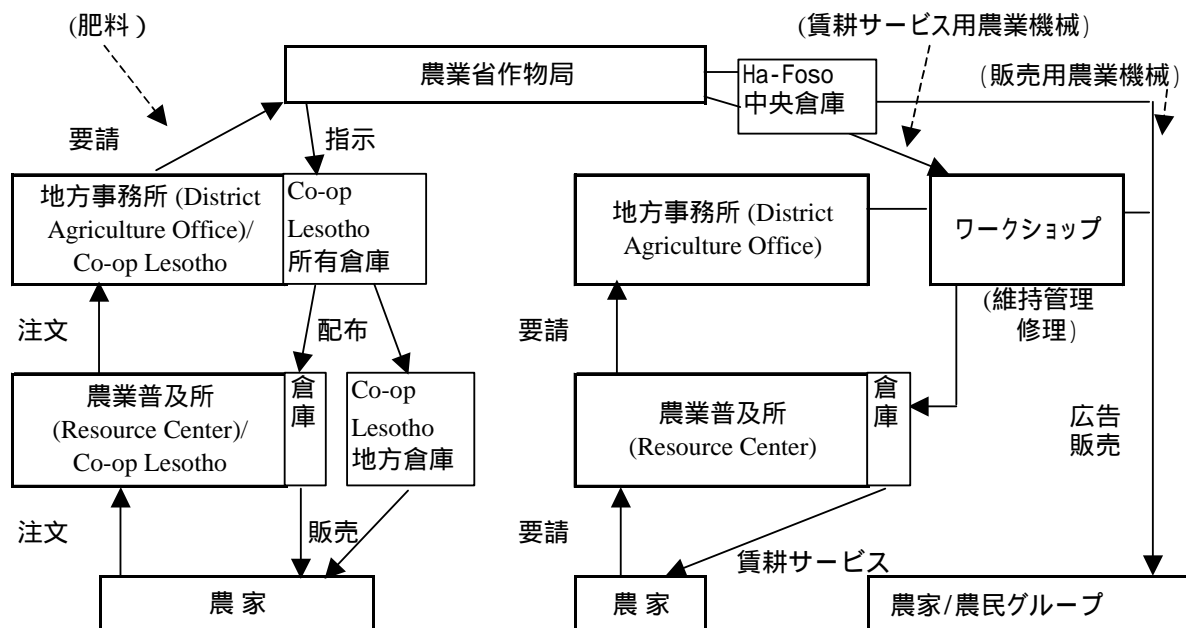 (肥料)
(賃耕サービス用農業機械)
(販売用農業機械)
農業省作物局
Ha-Foso
中央倉庫
要請
指示
地方事務所 (District
Agriculture Office)/
Co-op Lesotho
Co-op
Lesotho
所有倉庫
地方事務所 (District
Agriculture Office)
ワークショップ
(維持管理
修理)
注文
配布
要請
農業普及所
(Resource Center)/
Co-op Lesotho
倉庫
Co-op
Lesotho
地方倉庫
農業普及所
(Resource Center)
倉庫
広告
販売
注文
販売
要請
賃耕サービス
農 家
農 家
農家/農民グループ